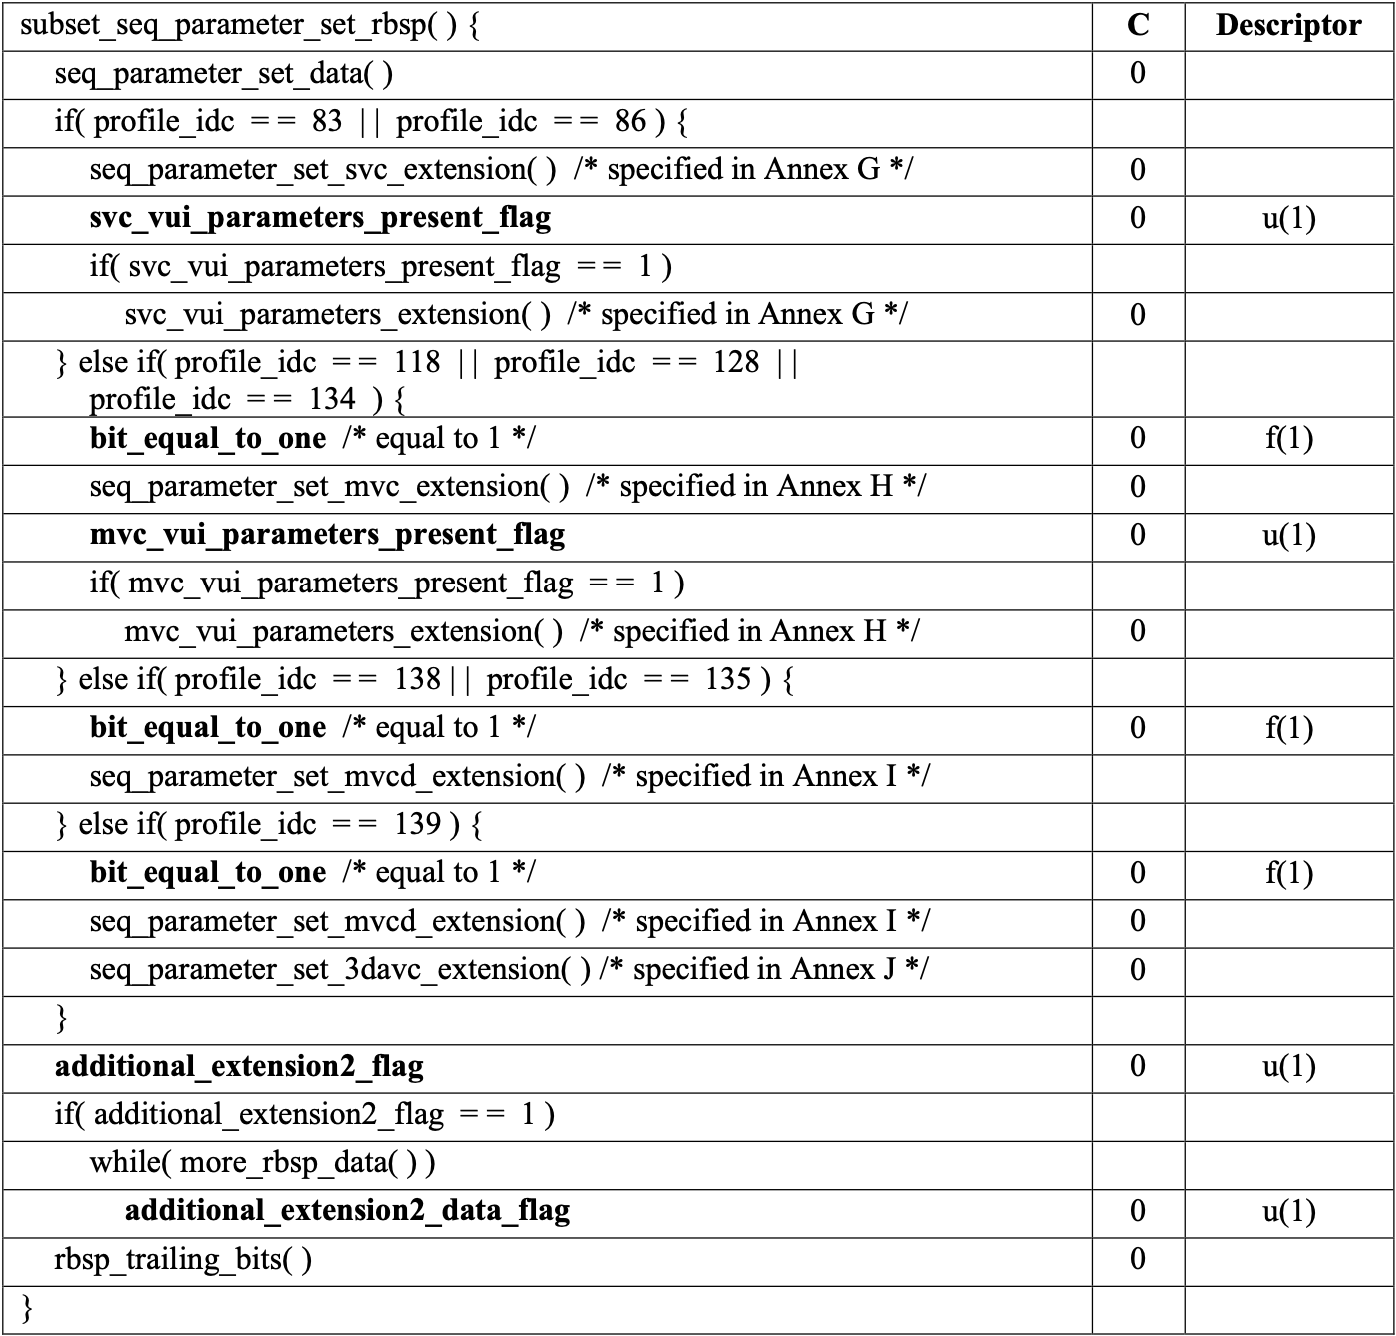 subset_seq_parameter_set_rbsp( ) { C Descriptor
seq_parameter_set_data( ) 0
if( profile_idc = = 83 | | profile_idc = = 86 ) {
seq_parameter_set_svc_extension( ) /* specified in Annex G */ 0
svc_vui_parameters_present_flag 0 u(1)
if( svc_vui_parameters_present_flag = = 1 )
svc_vui_parameters_extension( ) /* specified in Annex G */ 0
} else if( profile_idc = = 118 | | profile_idc = = 128 | |
profile_idc = = 134 ) {
bit_equal_to_one /* equal to 1 */ 0 f(1)
seq_parameter_set_mvc_extension( ) /* specified in Annex H */ 0
mvc_vui_parameters_present_flag 0 u(1)
if( mvc_vui_parameters_present_flag = = 1 )
mvc_vui_parameters_extension( ) /* specified in Annex H */ 0
} else if( profile_idc = = 138 | | profile_idc = = 135 ) {
bit_equal_to_one /* equal to 1 */ 0 f(1)
seq_parameter_set_mvcd_extension( ) /* specified in Annex I */
} else if( profile_idc = = 139 ) {
bit_equal_to_one /* equal to 1 */ 0 f(1)
seq_parameter_set_mvcd_extension( ) /* specified in Annex I */ 0
seq_parameter_set_3davc_extension( ) /* specified in Annex J */ 0
}
additional_extension2_flag 0 u(1)
if( additional_extension2_flag = = 1 )
while( more_rbsp_data( ) )
additional_extension2_data_flag 0 u(1)
rbsp_trailing_bits( ) 0
}